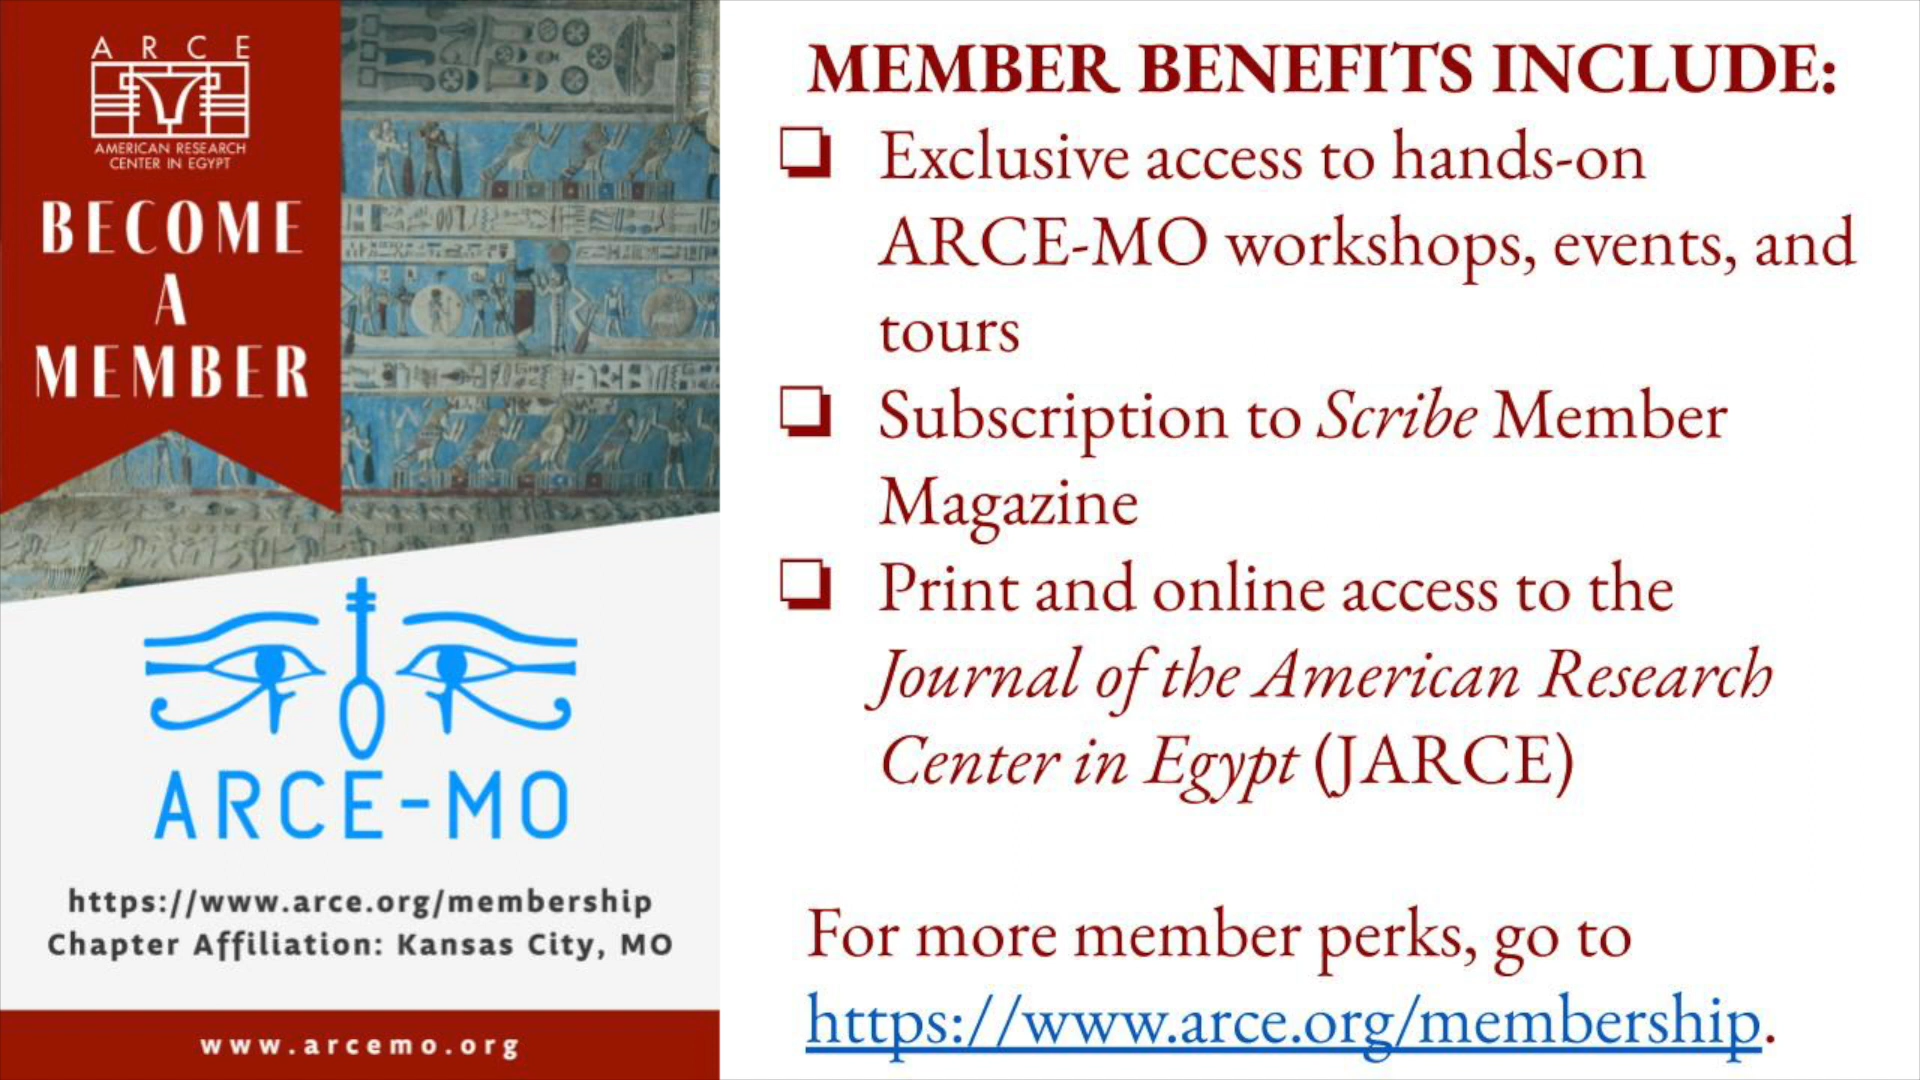 A R C E
AMERICAN RESEARCH
CENTER IN EGYPT
BECOME
A
MEMBER
ARCE-MO
https://www.arce.org/membership
Chapter Affiliation: Kansas City, MO
www.arcemo.org
MEMBER BENEFITS INCLUDE:
❏ Exclusive access to hands-on
ARCE-MO workshops, events, and
tours
❏ Subscription to Scribe Member
Magazine
❏ Print and online access to the
Journal of the American Research
Center in Egypt (JARCE)
For more member perks, go to
https://www.arce.org/membership.